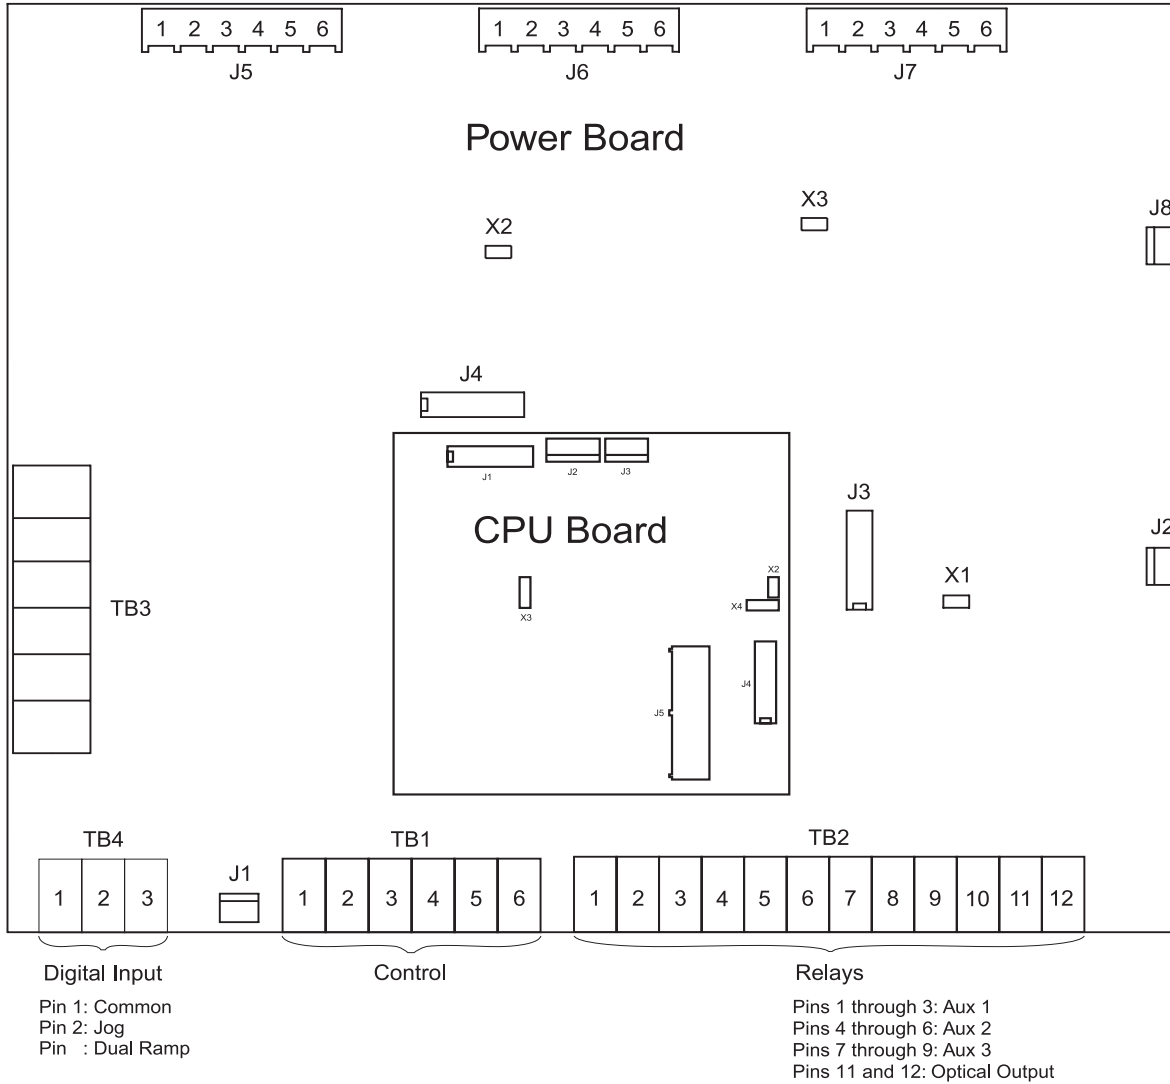 1 2 3 4 5 6
1 2 3 4 5 6
1 2 3 4 5 6
J5
J6
J7
Power Board
X2
X3
J8
J4
J1
J2
J3
CPU Board
J3
J2
X3
X2
X4
X1
TB3
J4
J5
TB4
J1
TB1
TB2
1 2 3
1 2 3 4 5 6
1 2 3 4 5 6 7 8 9 10 11 12
Digital Input
Control
Relays
Pin 1: Common
Pin 2: Jog
Pin : Dual Ramp
Pins 1 through 3: Aux 1
Pins 4 through 6: Aux 2
Pins 7 through 9: Aux 3
Pins 11 and 12: Optical Output